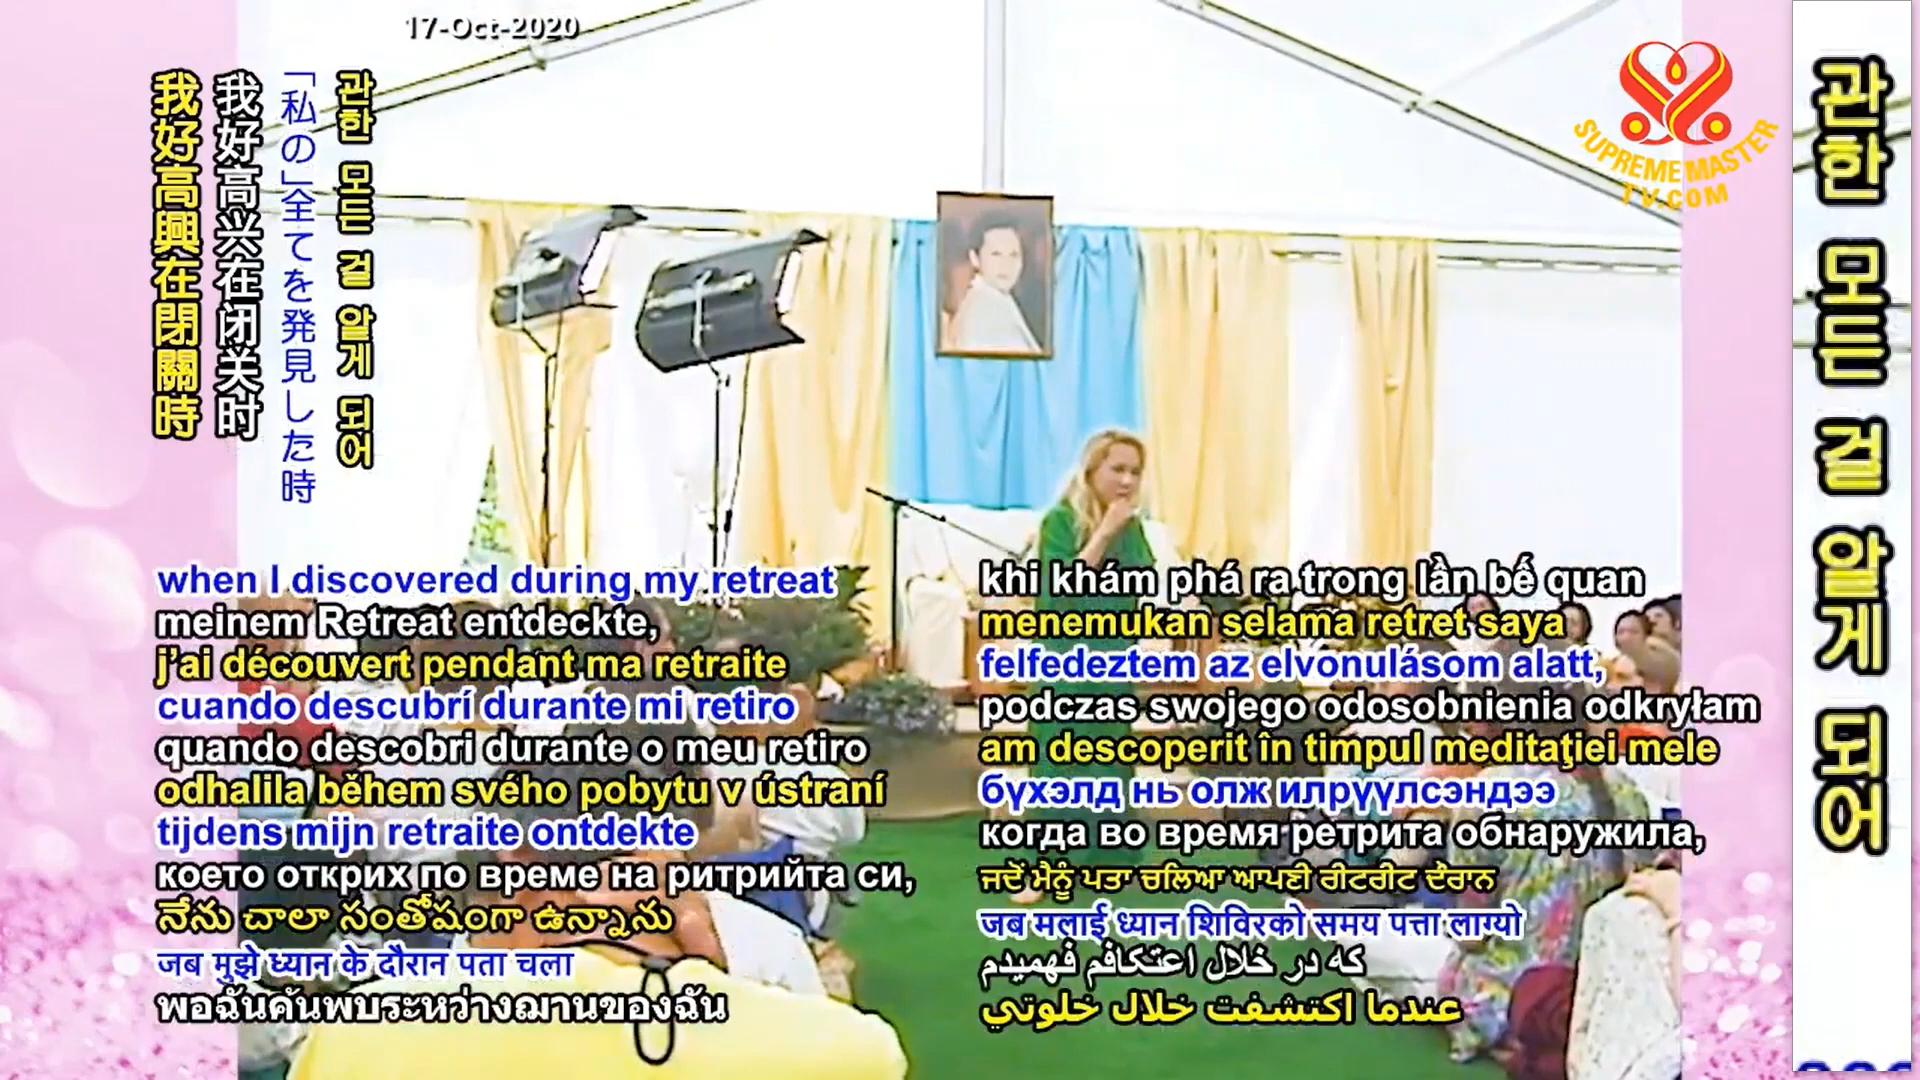 17-Oct-2020
SUPREME MASTER
TV.COM
관한 모든 걸 알게 되어
「私の」全てを発見した時
我好高兴在闭关时
我好高興在閉關時
when I discovered during my retreat
meinem Retreat entdeckte,
j’ai découvert pendant ma retraite
cuando descubrí durante mi retiro
quando descobri durante o meu retiro
odhalila během svého pobytu v ústraní
tijdens mijn retraite ontdekte
което открих по време на ритрийта си,
నేను చాలా సంతోషంగా ఉన్నాను
जब मुझे ध्यान के दौरान पता चला
พอฉันค้นพบระหว่างฌานของฉัน
khi khám phá ra trong lần bế quan
menemukan selama retret saya
felfedeztem az elvonulásom alatt,
podczas swojego odosobnienia odkryłam
am descoperit în timpul meditaţiei mele
бүхэлд нь олж илрүүлсэндээ
когда во время ретрита обнаружила,
ਜਦੋਂ ਮੈਨੂੰ ਪਤਾ ਚਲਿਆ ਆਪਣੀ ਰੀਟਰੀਟ ਦੌਰਾਨ
जब मलाई ध्यान शिविरको समय पत्ता लाग्यो
که در خلال اعتکافم فهمیدم
عندما اكتشفت خلال خلوتي
관한 모든 걸 알게 되어